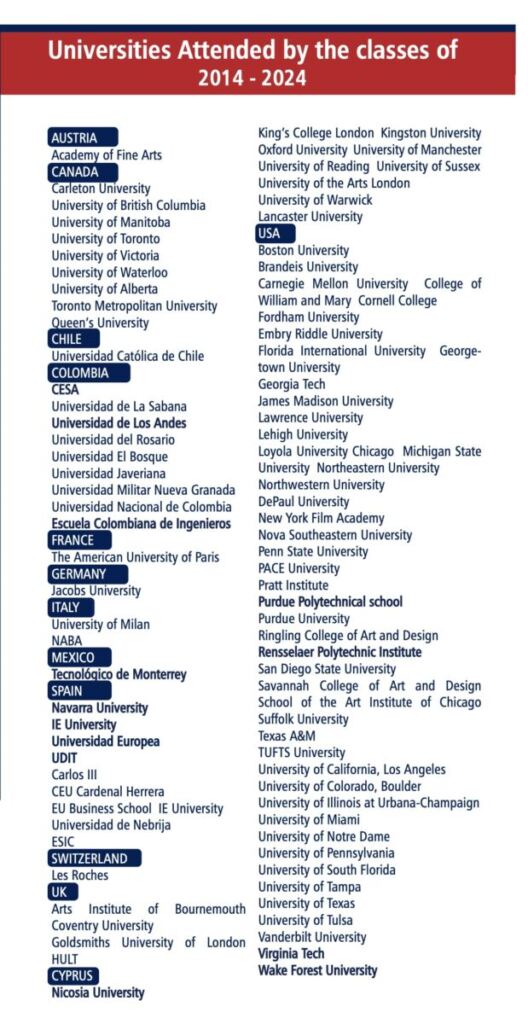 Universities Attended by the classes of
2014 - 2024
AUSTRIA
Academy of Fine Arts
CANADA
Carleton University
University of British Columbia
University of Manitoba
University of Toronto
University of Victoria
University of Waterloo
University of Alberta
Toronto Metropolitan University
Queen's University
CHILE
Universidad Católica de Chile
COLOMBIA
CESA
Universidad de La Sabana
Universidad de Los Andes
Universidad del Rosario
Universidad El Bosque
Universidad Javeriana
Universidad Militar Nueva Granada
Universidad Nacional de Colombia
Escuela Colombiana de Ingenieros
FRANCE
The American University of Paris
GERMANY
Jacobs University
ITALY
University of Milan
NABA
MEXICO
Tecnológico de Monterrey
SPAIN
Navarra University
IE University
Universidad Europea
UDIT
Carlos III
CEU Cardenal Herrera
EU Business School IE University
Universidad de Nebrija
ESIC
SWITZERLAND
Les Roches
UK
Arts Institute of Bournemouth
Coventry University
Goldsmiths University of London
HULT
CYPRUS
Nicosia University
King's College London Kingston University
Oxford University University of Manchester
University of Reading University of Sussex
University of the Arts London
University of Warwick
Lancaster University
USA
Boston University
Brandeis University
Carnegie Mellon University College of
William and Mary Cornell College
Fordham University
Embry Riddle University
Florida International University George-
town University
Georgia Tech
James Madison University
Lawrence University
Lehigh University
Loyola University Chicago Michigan State
University Northeastern University
Northwestern University
DePaul University
New York Film Academy
Nova Southeastern University
Penn State University
PACE University
Pratt Institute
Purdue Polytechnical school
Purdue University
Ringling College of Art and Design
Rensselaer Polytechnic Institute
San Diego State University
Savannah College of Art and Design
School of the Art Institute of Chicago
Suffolk University
Texas A&M
TUFTS University
University of California, Los Angeles
University of Colorado, Boulder
University of Illinois at Urbana-Champaign
University of Miami
University of Notre Dame
University of Pennsylvania
University of South Florida
University of Tampa
University of Texas
University of Tulsa
Vanderbilt University
Virginia Tech
Wake Forest University